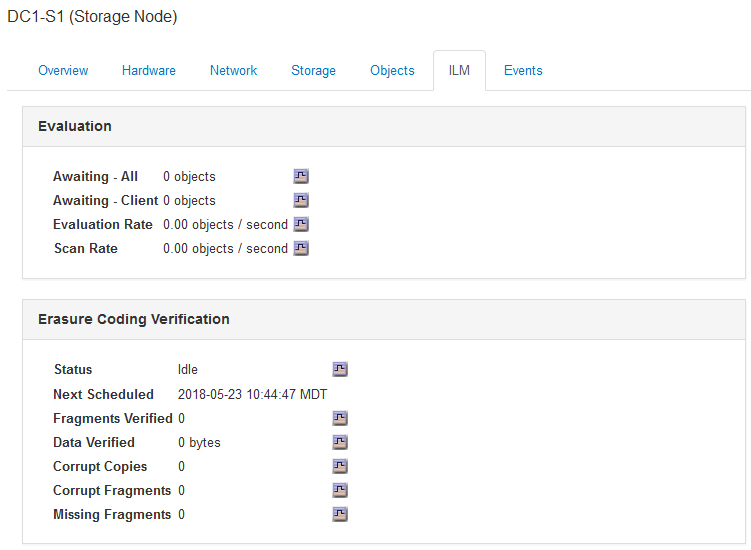 DC1-S1 (Storage Node)
Overview Hardware Network Storage Objects ILM Events
Evaluation
Awaiting - All 0 objects
Awaiting - Client 0 objects
Evaluation Rate 0.00 objects / second
Scan Rate 0.00 objects / second
Erasure Coding Verification
Status Idle
Next Scheduled 2018-05-23 10:44:47 MDT
Fragments Verified 0
Data Verified 0 bytes
Corrupt Copies 0
Corrupt Fragments 0
Missing Fragments 0